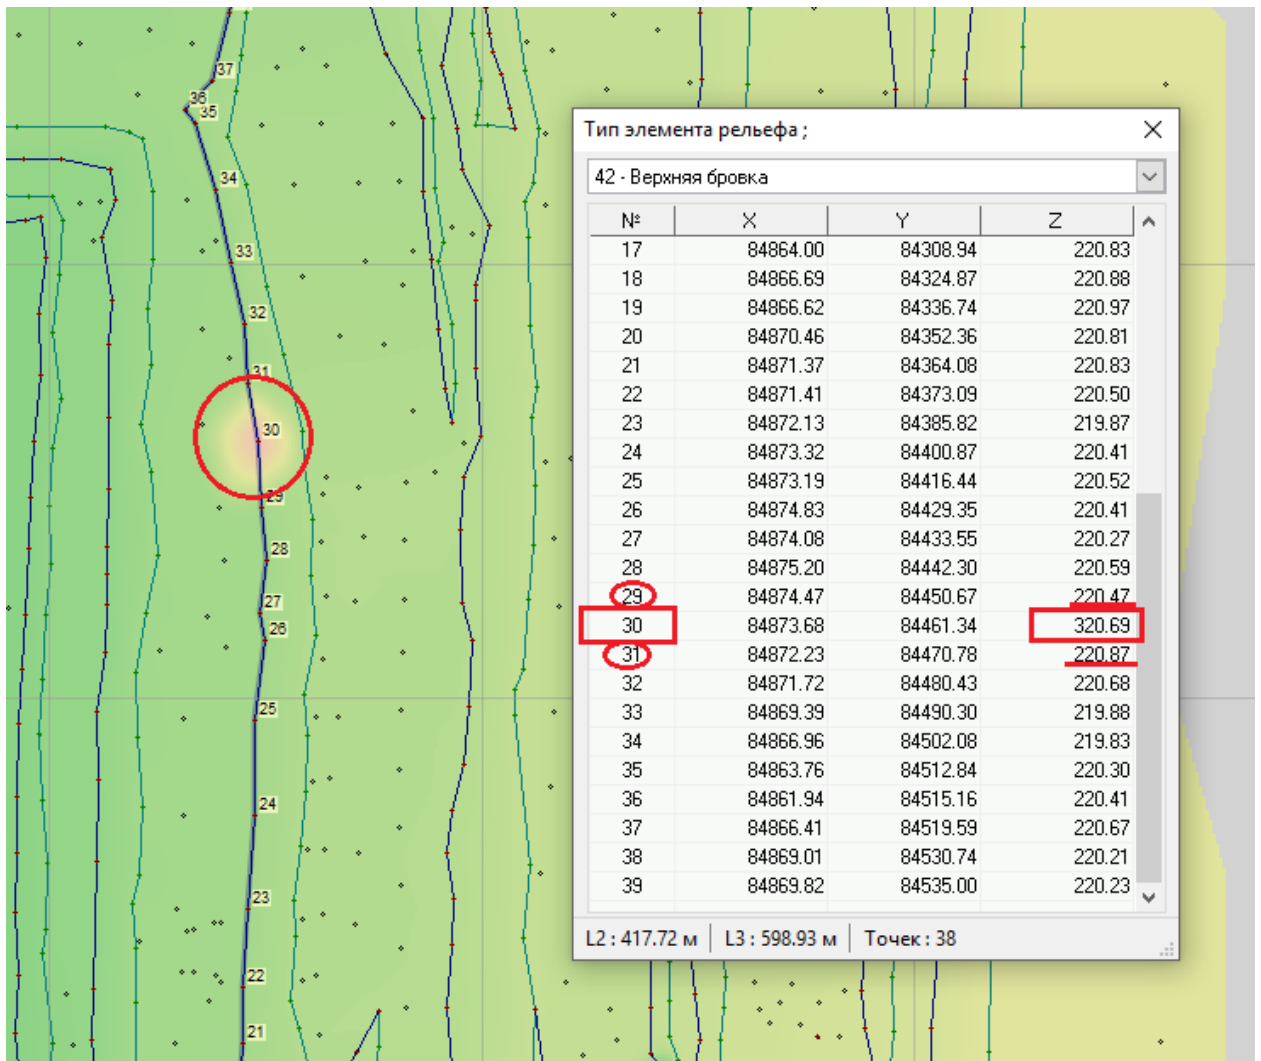 37
36
35
34
33
32
31
30
29
28
27
26
25
24
23
22
21
Тип элемента рельефа ;
42 - Верхняя бровка
№ X Y Z
17 84864.00 84308.94 220.83
18 84866.69 84324.87 220.88
19 84866.62 84336.74 220.97
20 84870.46 84352.36 220.81
21 84871.37 84364.08 220.83
22 84871.41 84373.09 220.50
23 84872.13 84385.82 219.87
24 84873.32 84400.87 220.41
25 84873.19 84416.44 220.52
26 84874.83 84429.35 220.41
27 84874.08 84433.55 220.27
28 84875.20 84442.30 220.59
29 84874.47 84450.67 220.47
30 84873.68 84461.34 320.69
31 84872.23 84470.78 220.87
32 84871.72 84480.43 220.68
33 84869.39 84490.30 219.88
34 84866.96 84502.08 219.83
35 84863.76 84512.84 220.30
36 84861.94 84515.16 220.41
37 84866.41 84519.59 220.67
38 84869.01 84530.74 220.21
39 84869.82 84535.00 220.23
L2 : 417.72 м L3 : 598.93 м Точек : 38